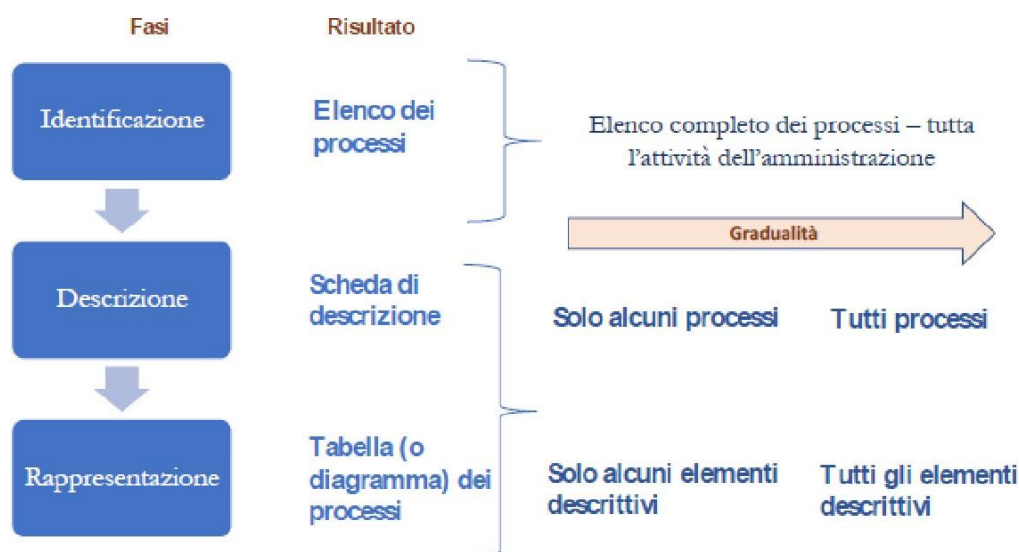 Fasi
Risultato
Identificazione
Elenco dei
processi
Elenco completo dei processi – tutta
l'attività dell'amministrazione
Gradualità
Descrizione
Scheda di
descrizione
Solo alcuni processi
Tutti processi
Rappresentazione
Tabella (o
diagramma) dei
processi
Solo alcuni elementi
descrittivi
Tutti gli elementi
descrittivi